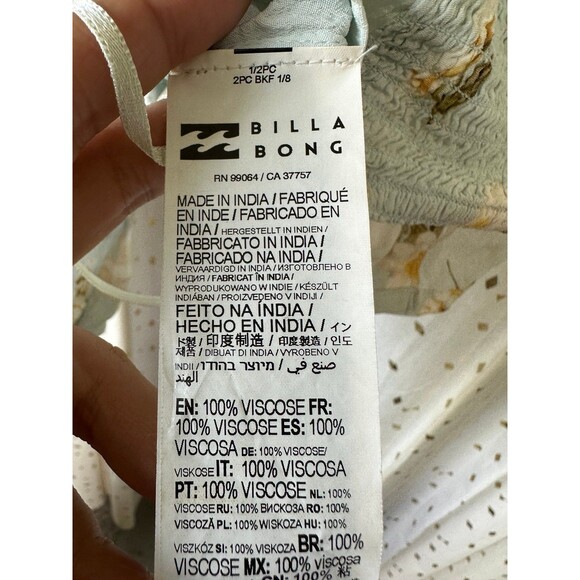 1/2PC
2PC BKF 1/8
BILLA
BONG
RN 99064 / CA 37757
MADE IN INDIA / FABRIQUÉ
EN INDE / FABRICADO EN
INDIA / HERGESTELLT IN INDIEN /
FABBRICATO IN INDIA /
FABRICADO NA INDIA /
VERVAARDIGD IN INDIA / ИЗГОТОВЛЕНО В
ИНДИЯ / FABRICAT ÎN INDIA /
WYPRODUKOWANO W INDIE / KÉSZÜLT
INDIÁBAN / PROIZVEDENO V INDIJI /
FEITO NA ÍNDIA /
HECHO EN INDIA / イン
ド製 / 印度制造 / 印度製造 / 인도
제품 / DIBUAT DI INDIA / VYROBENO V
INDII / מיוצר בהודו / صنع في
الهند
EN: 100% VISCOSE FR:
100% VISCOSE ES: 100%
VISCOSA DE: 100% VISCOSE/
VISKOSE IT: 100% VISCOSA
PT: 100% VISCOSE NL: 100%
VISCOSE RU: 100% ВИСКОЗА RO: 100%
VISCOZĂ PL: 100% WISKOZA HU: 100%
VISZKÓZ SI: 100% VISKOZA BR: 100%
VISCOSE MX: 100% viscosa
100% 粘